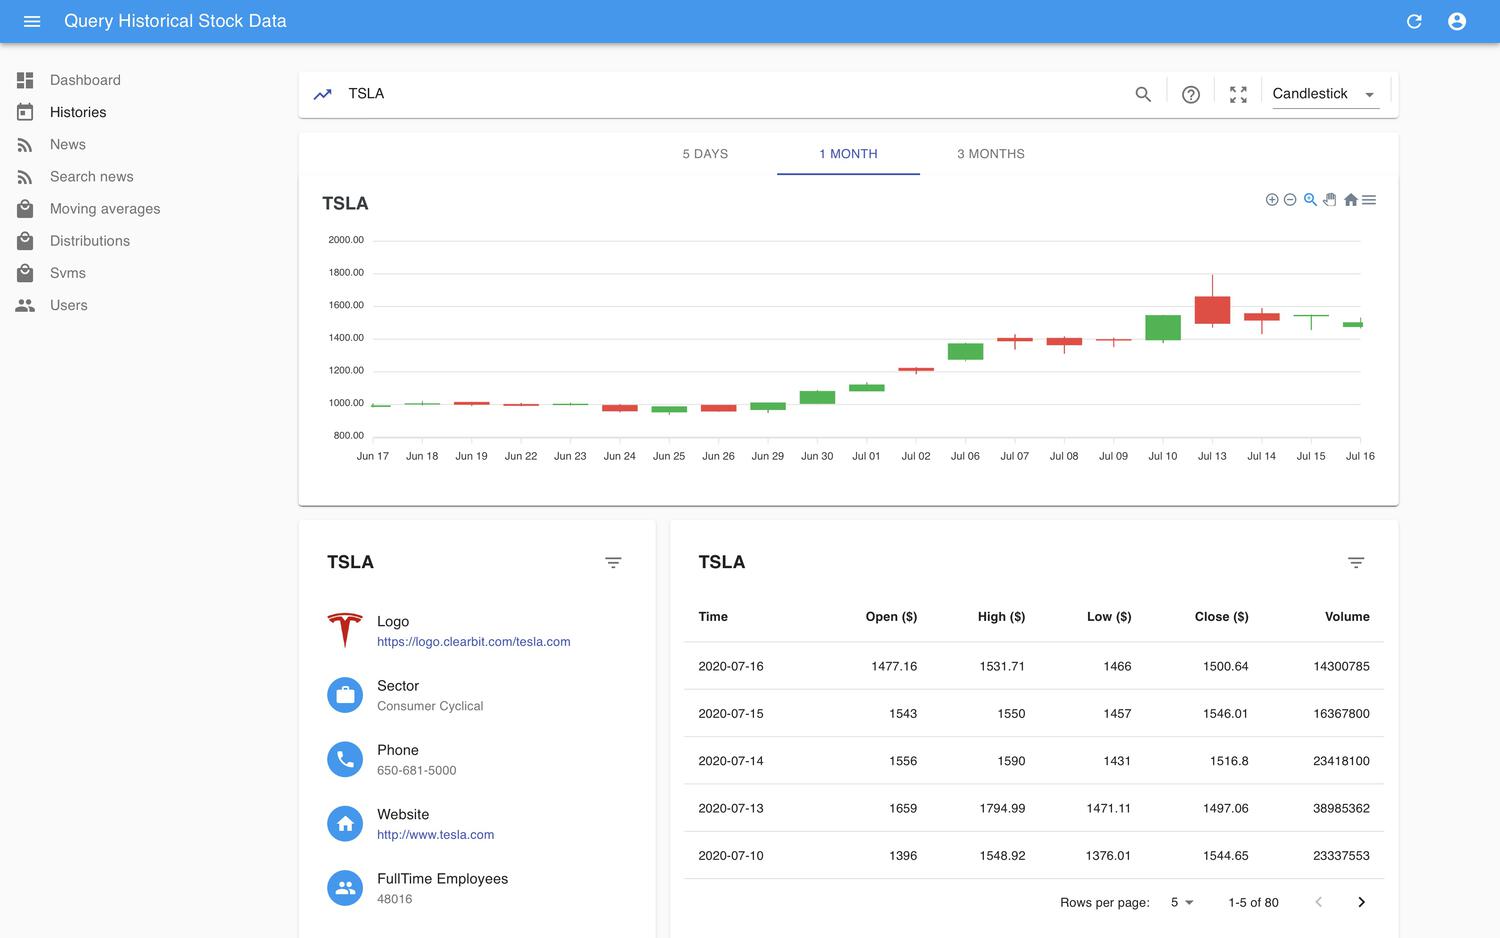 Query Historical Stock Data
Dashboard
Histories
News
Search news
Moving averages
Distributions
Svms
Users
TSLA
Candlestick
5 DAYS 1 MONTH 3 MONTHS
TSLA
2000.00
1800.00
1600.00
1400.00
1200.00
1000.00
800.00
Jun 17 Jun 18 Jun 19 Jun 22 Jun 23 Jun 24 Jun 25 Jun 26 Jun 29 Jun 30 Jul 01 Jul 02 Jul 06 Jul 07 Jul 08 Jul 09 Jul 10 Jul 13 Jul 14 Jul 15 Jul 16
TSLA
Logo
https://logo.clearbit.com/tesla.com
Sector
Consumer Cyclical
Phone
650-681-5000
Website
http://www.tesla.com
FullTime Employees
48016
TSLA
Time Open ($) High ($) Low ($) Close ($) Volume
2020-07-16 1477.16 1531.71 1466 1500.64 14300785
2020-07-15 1543 1550 1457 1546.01 16367800
2020-07-14 1556 1590 1431 1516.8 23418100
2020-07-13 1659 1794.99 1471.11 1497.06 38985362
2020-07-10 1396 1548.92 1376.01 1544.65 23337553
Rows per page: 5 1-5 of 80